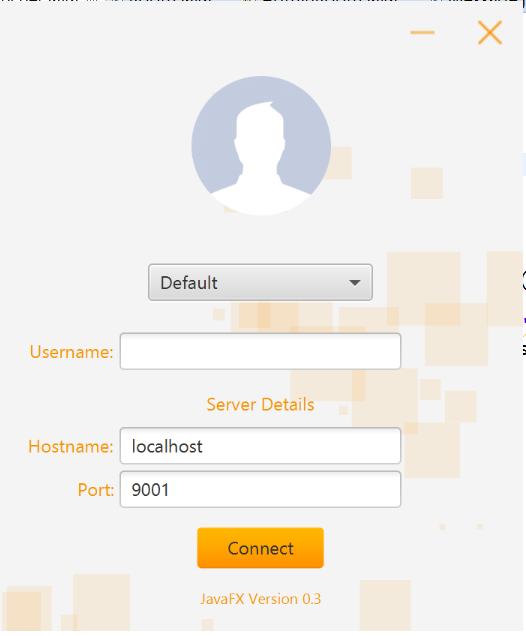 Default
Username:
Server Details
Hostname: localhost
Port: 9001
Connect
JavaFX Version 0.3